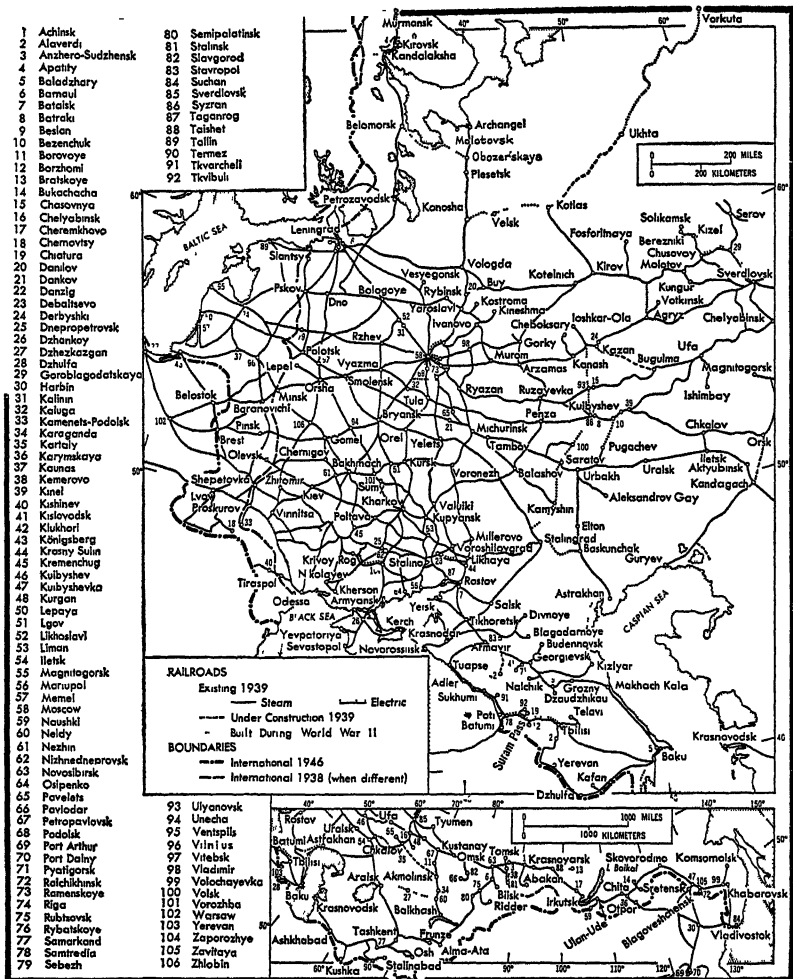 1 Achinsk
2 Alaverdi
3 Anzhero-Sudzhensk
4 Apatity
5 Baladzhary
6 Barnaul
7 Bataisk
8 Batraki
9 Beslan
10 Bezenchuk
11 Borovoye
12 Borzhomi
13 Bratskoye
14 Bukachacha
15 Chasovnya
16 Chelyabinsk
17 Cheremkhovo
18 Chernovtsy
19 Chiatura
20 Danilov
21 Dankov
22 Danzig
23 Debaltsevo
24 Derbyshki
25 Dnepropetrovsk
26 Dzhankoy
27 Dzhezkazgan
28 Dzhulfa
29 Goroblagodatskaya
30 Harbin
31 Kalinin
32 Kaluga
33 Kamenets-Podolsk
34 Karaganda
35 Kartaly
36 Karymskaya
37 Kaunas
38 Kemerovo
39 Kinel
40 Kishinev
41 Kislovodsk
42 Klukhori
43 Königsberg
44 Krasny Sulin
45 Kremenchug
46 Kuibyshev
47 Kuibyshevka
48 Kurgan
50 Lepaya
51 Lgov
52 Likhoslavl
53 Liman
54 Iletsk
55 Magnitogorsk
56 Mariupol
57 Memel
58 Moscow
59 Naushki
60 Neldy
61 Nezhin
62 Nizhnedneprovsk
63 Novosibirsk
64 Osipenko
65 Pavelets
66 Pavlodar
67 Petropavlovsk
68 Podolsk
69 Port Arthur
70 Port Dalny
71 Pyatigorsk
72 Raichikhinsk
73 Ramenskoye
74 Riga
75 Rubtsovsk
76 Rybatskoye
77 Samarkand
78 Samtredia
79 Sebezh
80 Semipalatinsk
81 Stalinsk
82 Slavgorod
83 Stavropol
84 Suchan
85 Sverdlovsk
86 Syzran
87 Taganrog
88 Taishet
89 Tallin
90 Termez
91 Tkvarcheli
92 Tkvibuli
93 Ulyanovsk
94 Unecha
95 Ventspils
96 Vilnius
97 Vitebsk
98 Vladimir
99 Volochayevka
100 Volsk
101 Vorozhba
102 Warsaw
103 Yerevan
104 Zaporozhye
105 Zavitaya
106 Zhlobin
40° 60° Vorkuta
Murmansk
Kirovsk
Kandalaksha
Ukhta
Belomorsk
Archangel
Molotovsk
Obozerskaya
Plesetsk
0 200 MILES
0 200 KILOMETERS
60° 60°
Petrozavodsk
Konosha
Velsk
Kotlas
Solikamsk
Kizel
Serov
Fosforitnaya
Berezniki
Chusavoy
Molotov
Sverdlovsk
BALTIC SEA
Leningrad
Slantsy
Vologda
Buy
Kotelnich
Kirov
Kungur
Votkinsk
Agryz
Chelyabinsk
Pskov
Dno
Vesyegonsk
Bologoye
Rybinsk
Yaroslavl
Kostroma
Kineshma
Ivanovo
Cheboksary
Ioshkar-Ola
Gorky
Kazan
Kanash
Bugulma
Ufa
Rzhev
Polotsk
Lepel
Vyazma
Smolensk
Orsha
Murom
Arzamas
Magnitogorsk
Ishimbay
Ryazan
Ruzayevka
Kuibyshev
Tula
Belostok
Minsk
Baranovichi
Bryansk
Penza
Chkalov
Pinsk
Brest
Gomel
Orel
Yelets
Michurinsk
Tambov
Pugachev
Orsk
Olevsk
Chernigov
Bakhmach
Kursk
Voronezh
Balashov
Saratov
Urbakh
Uralsk
Iletsk
Aktyubinsk
Kandagach
50° 50°
Shepetovka
Lvov
Proskurov
Zhitomir
Kiev
Sumy
Kharkov
Aleksandrov Gay
Vinnitsa
Poltava
Valuiki
Kupyansk
Kamyshin
Elton
Baskunchak
Guryev
Krivoy Rog
Nikolayev
Stalino
Millerovo
Voroshilovgrad
Likhaya
Stalingrad
Tiraspol
Odessa
Kherson
Armyansk
Rostov
Astrakhan
Yeisk
Salsk
Tikhoretsk
Divnoye
CASPIAN SEA
BLACK SEA
Kerch
Krasnodar
Yevpatoriya
Sevastopol
Novorossiisk
Armavir
Blagodarnoye
Budennovsk
Georgievsk
Kizlyar
Tuapse
Adler
Sukhumi
Nalchik
Grozny
Dzaudzhikau
Makhach Kala
Poti
Batumi
Suram Pass
Telavi
Tbilisi
Krasnovodsk
40°
Yerevan
Kafan
Dzhulfa
Baku
RAILROADS
Existing 1939
Steam Electric
Under Construction 1939
Built During World War II
BOUNDARIES
International 1946
International 1938 (when different)
0 1000 MILES
0 1000 KILOMETERS
Rostov
Batumi
Tbilisi
Baku
Astrakhan
Uralsk
Ufa
Chkalov
Tyumen
Kustanay
Omsk
Tomsk
Krasnoyarsk
Abakan
Biisk
Ridder
Irkutsk
L Baikal
Skovorodino
Komsomolsk
Chita
Sretensk
Otpor
Ulan-Ude
Blagoveshchensk
Khabarovsk
Vladivostok
Aralsk
Krasnovodsk
Akmolinsk
Balkhash
Ashkhabad
Tashkent
Frunze
Osh
Alma-Ata
Kushka
Stalinabad